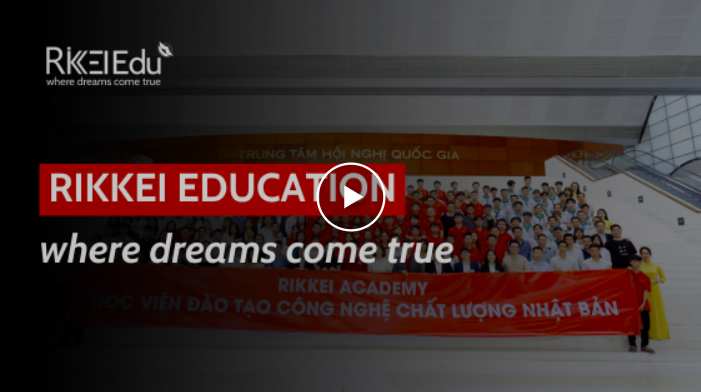 RIKKEIEdu
where dreams come true
TRUNG TÂM HỘI NGHỊ QUỐC GIA
RIKKEI EDUCATION
where dreams come true
RIKKEI ACADEMY
HỌC VIỆN ĐÀO TẠO CÔNG NGHỆ CHẤT LƯỢNG NHẬT BẢN